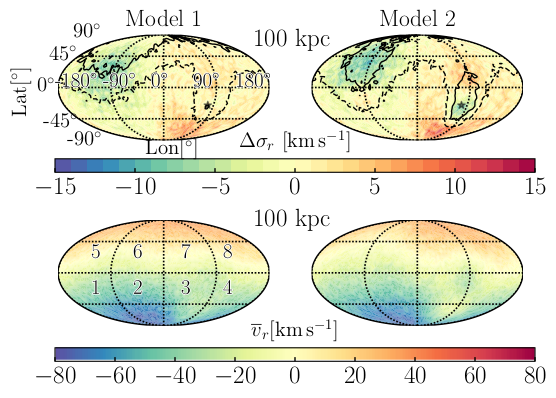 Model 1 Model 2
90° 100 kpc
45°
0° -180° -90° 0° 90° 180°
-45°
-90°
Lat[°]
Lon[°] Δσ_r [km s⁻¹]
−15 −10 −5 0 5 10 15
100 kpc
5 6 7 8
1 2 3 4
v̅_r[km s⁻¹]
−80 −60 −40 −20 0 20 40 60 80